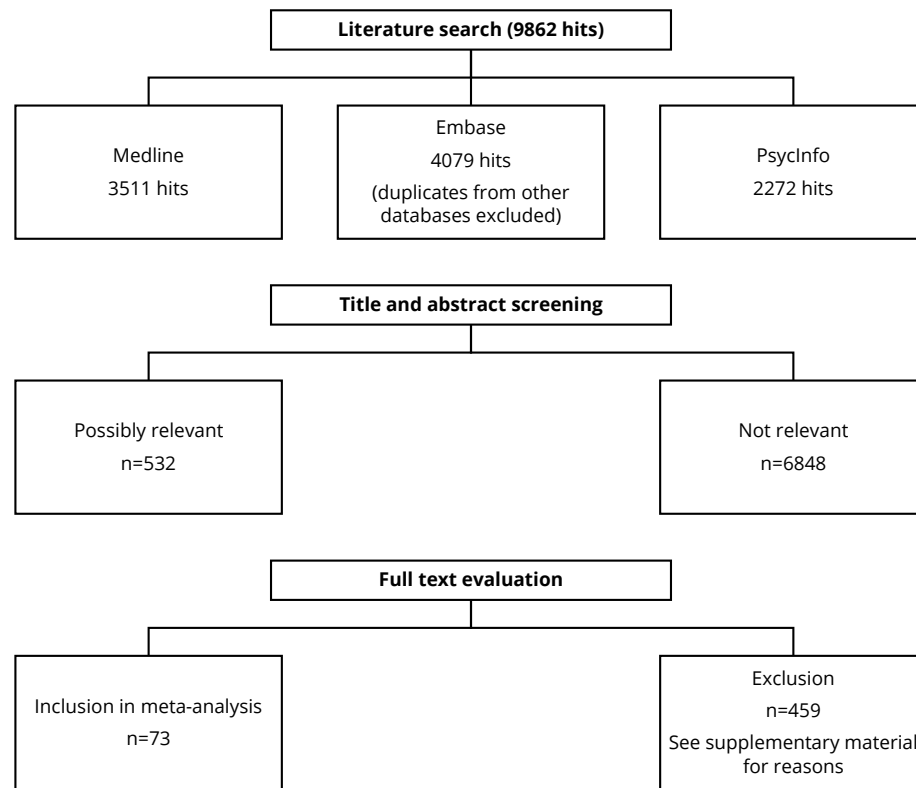 Literature search (9862 hits)
Medline
3511 hits
Embase
4079 hits
(duplicates from other
databases excluded)
PsycInfo
2272 hits
Title and abstract screening
Possibly relevant
n=532
Not relevant
n=6848
Full text evaluation
Inclusion in meta-analysis
n=73
Exclusion
n=459
See supplementary material
for reasons